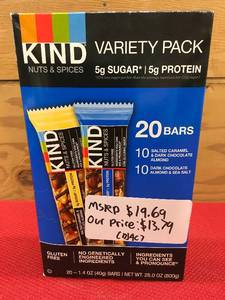 KIND
NUTS & SPICES
VARIETY PACK
5g SUGAR* | 5g PROTEIN
20 BARS
10 SALTED CARAMEL
& DARK CHOCOLATE
ALMOND
10 DARK CHOCOLATE
ALMOND & SEA SALT
MSRP $19.69
Our Price: $13.79
GLUTEN
FREE
NO GENETICALLY
ENGINEERED
INGREDIENTS
INGREDIENTS YOU
CAN SEE &
PRONOUNCE
20 - 1.4 OZ (40g) BARS / NET WT. 28.0 OZ (800g)